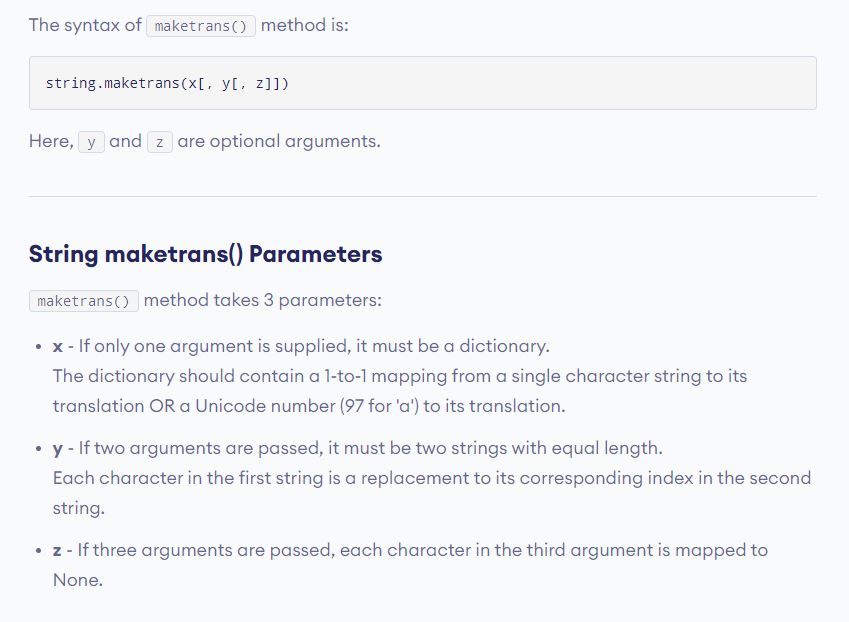 The syntax of maketrans() method is:
string.maketrans(x[, y[, z]])
Here, y and z are optional arguments.
String maketrans() Parameters
maketrans() method takes 3 parameters:
• x - If only one argument is supplied, it must be a dictionary.
The dictionary should contain a 1-to-1 mapping from a single character string to its
translation OR a Unicode number (97 for 'a') to its translation.
• y - If two arguments are passed, it must be two strings with equal length.
Each character in the first string is a replacement to its corresponding index in the second
string.
• z - If three arguments are passed, each character in the third argument is mapped to
None.